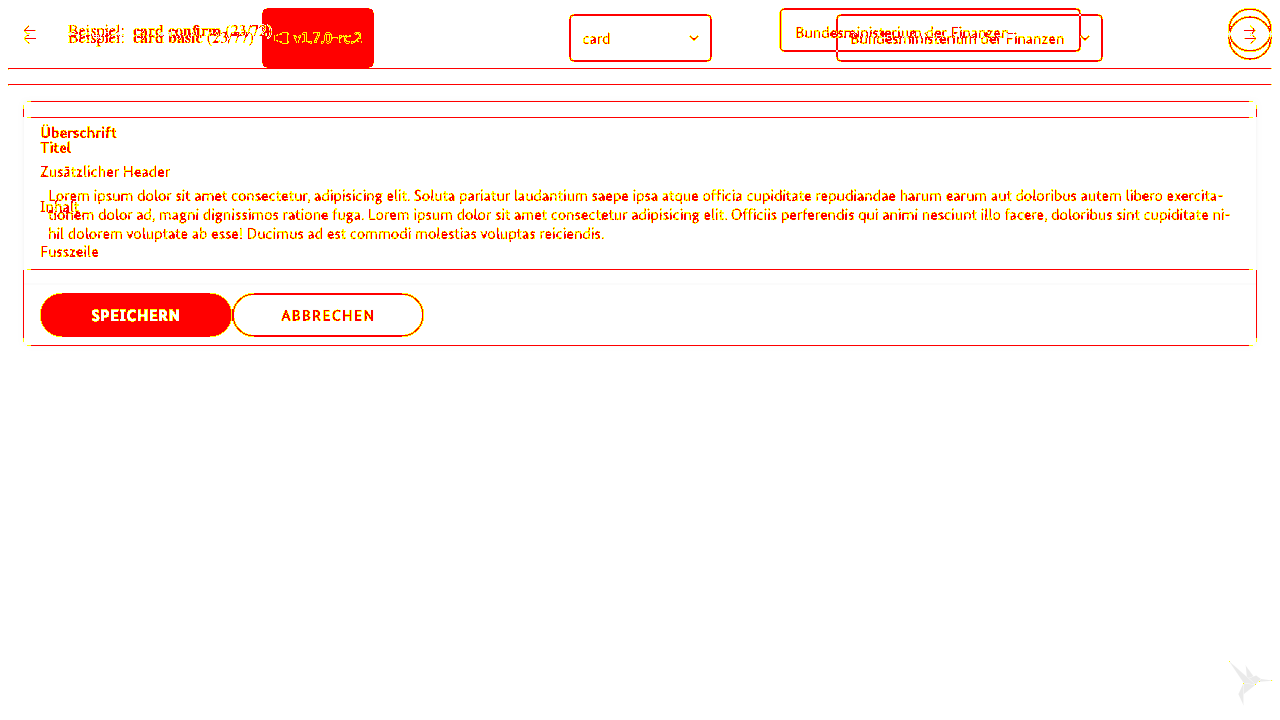 Beispiel: card confirm
Beispiel: card basic (23/77)
v1.7.0-rc.2
card
Bundesministerium der Finanzen
Bundesministerium der Finanzen
Überschrift
Titel
Zusätzlicher Header
Lorem ipsum dolor sit amet consectetur, adipisicing elit. Soluta pariatur laudantium saepe ipsa atque officia cupiditate repudiandae harum earum aut doloribus autem libero exercita-
Inhalt
dolorem dolor ad, magni dignissimos ratione fuga. Lorem ipsum dolor sit amet consectetur adipisicing elit. Officiis perferendis qui animi nesciunt illo facere, doloribus sint cupiditate ni-
hil dolorem voluptate ab esse! Ducimus ad est commodi molestias voluptas reiciendis.
Fusszeile
SPEICHERN
ABBRECHEN